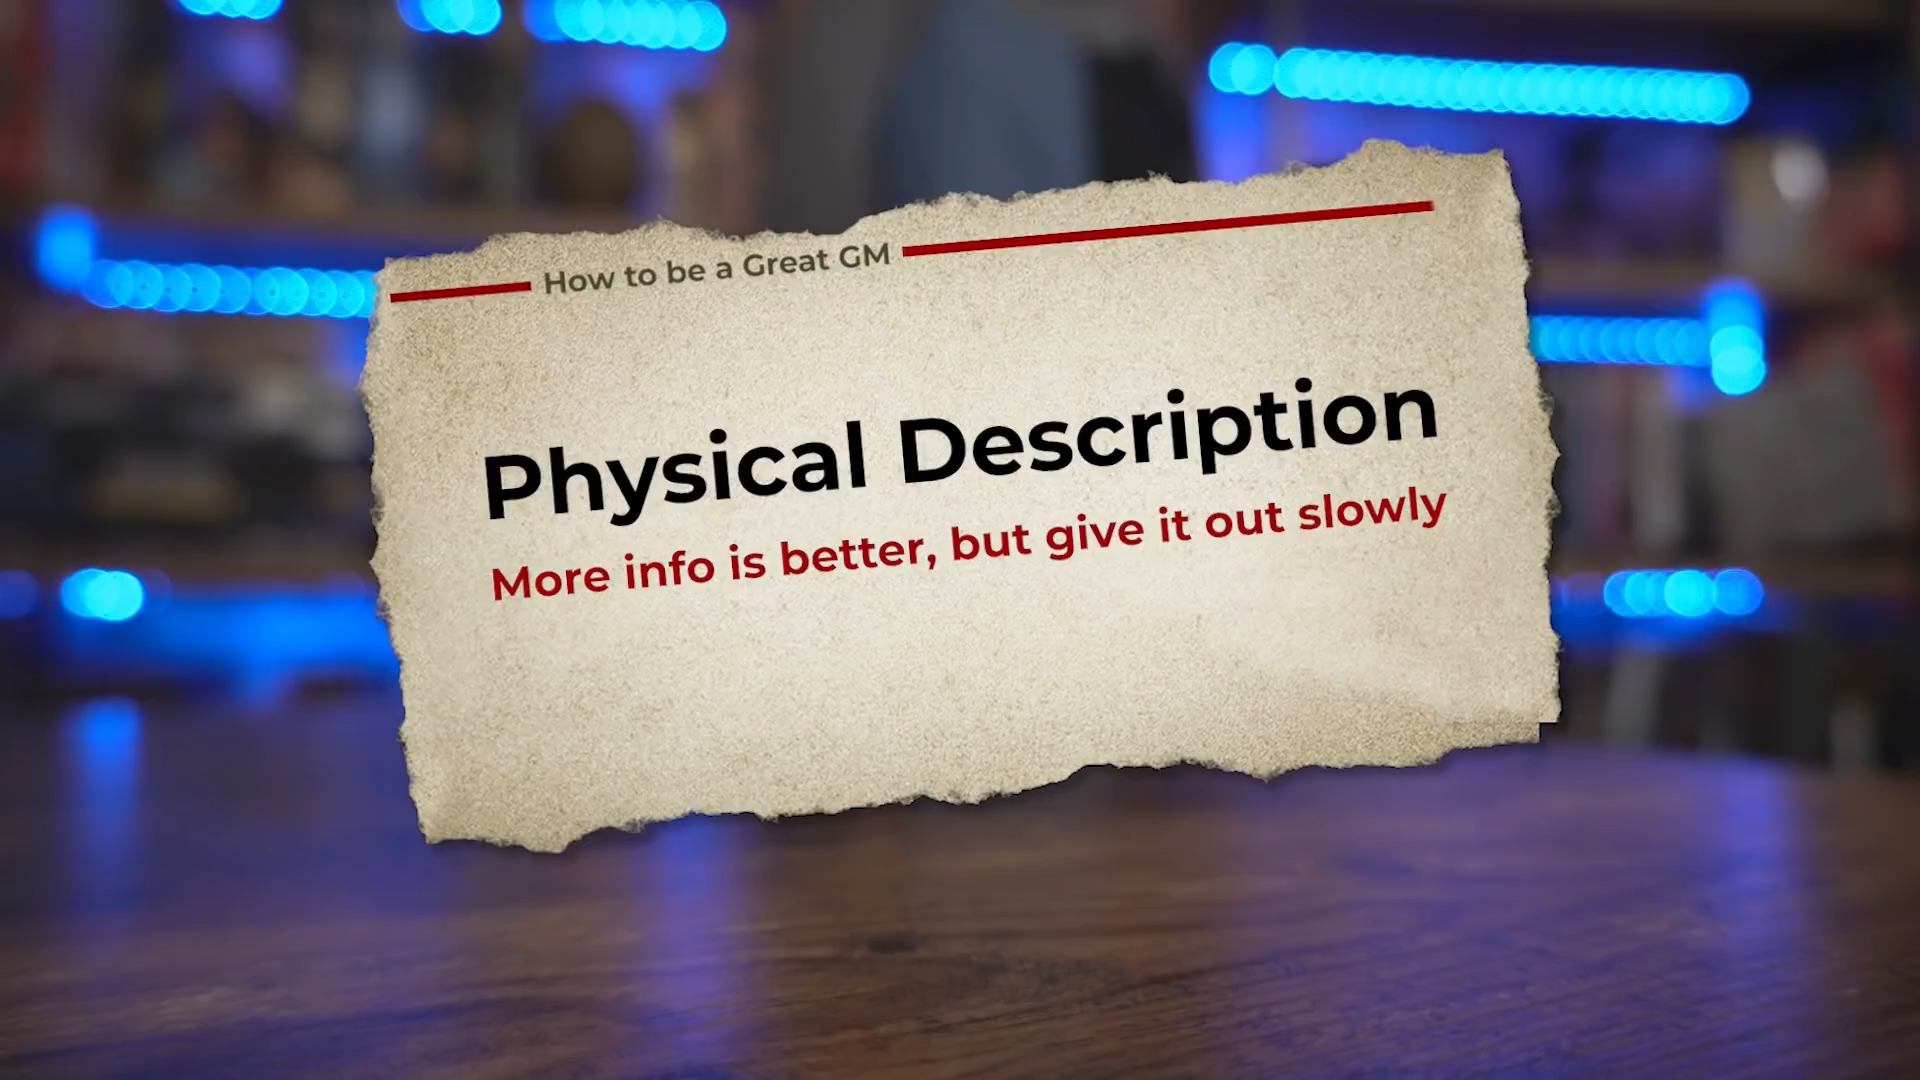 How to be a Great GM
Physical Description
More info is better, but give it out slowly